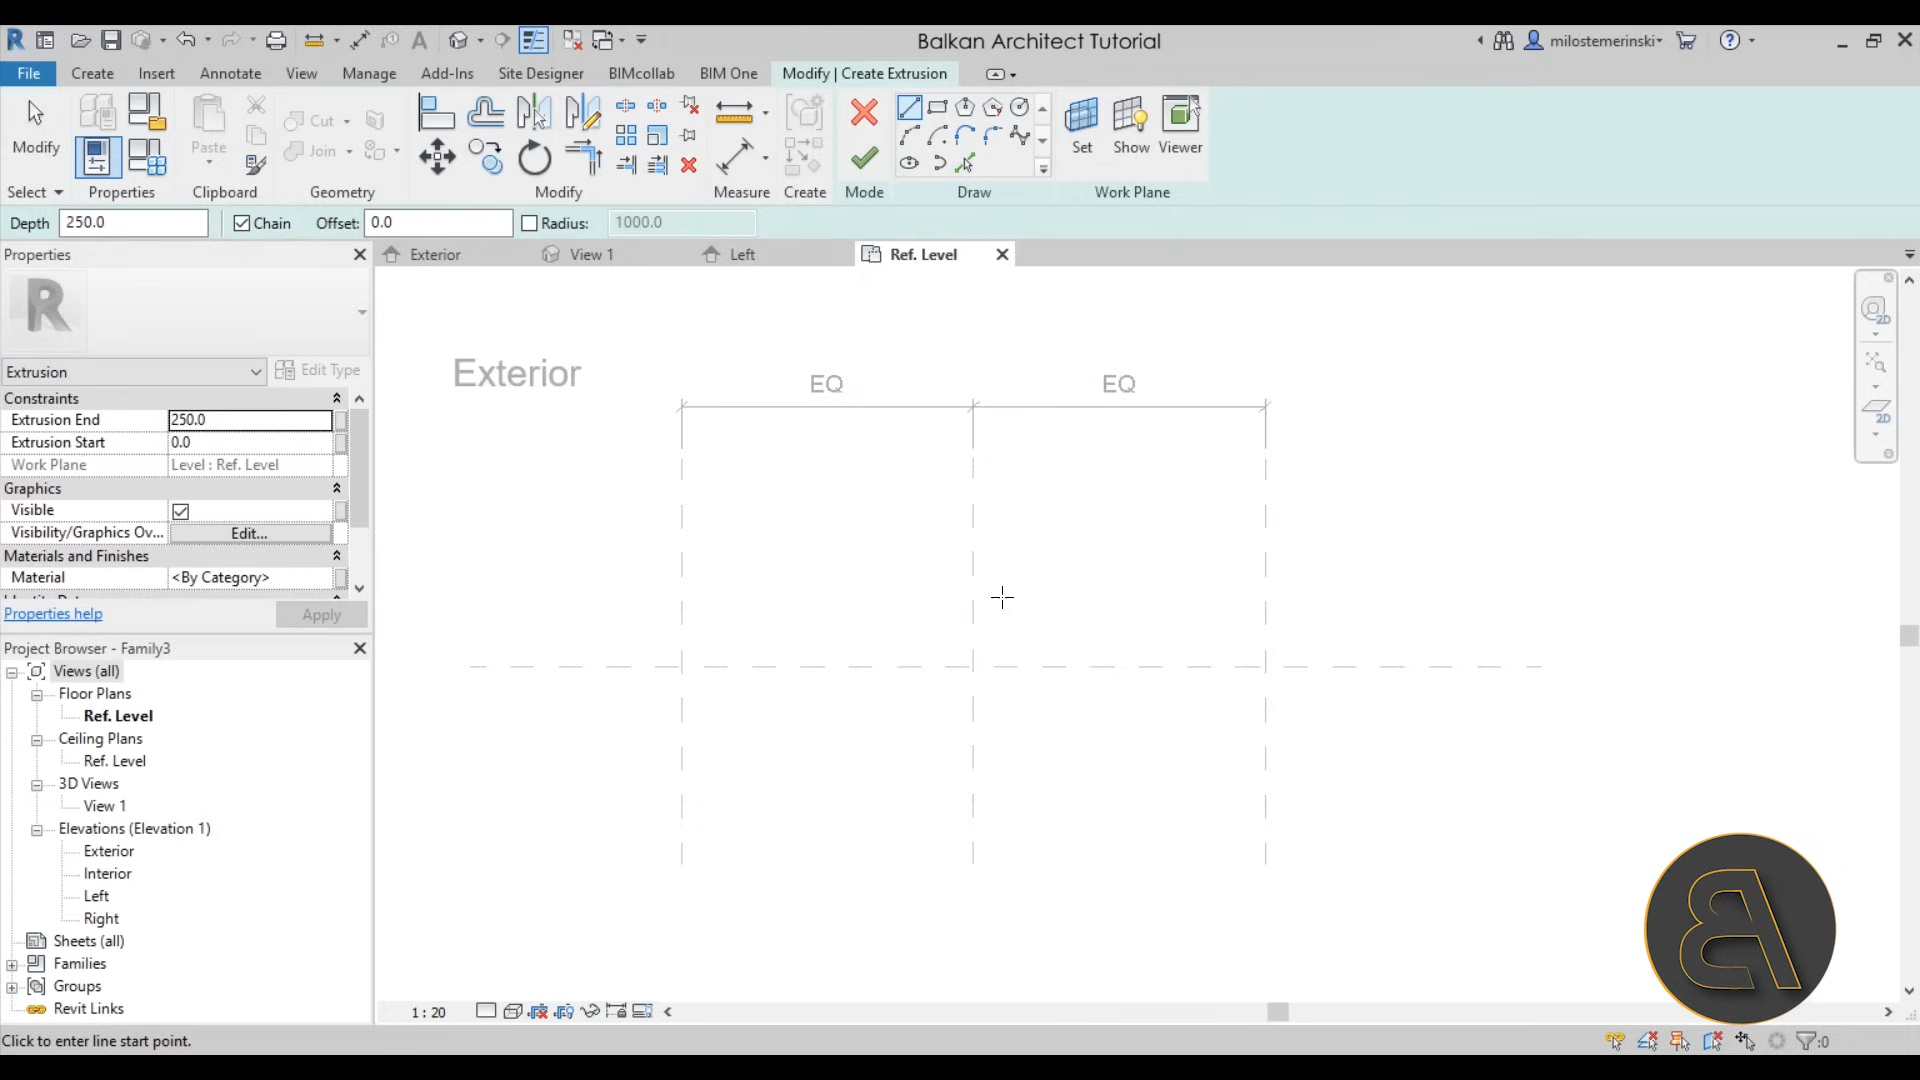 Balkan Architect Tutorial
milostemerinski
File Create Insert Annotate View Manage Add-Ins Site Designer BIMcollab BIM One Modify | Create Extrusion
Modify Paste Cut Join Set Show Viewer
Select Properties Clipboard Geometry Modify Measure Create Mode Draw Work Plane
Depth 250.0 Chain Offset: 0.0 Radius: 1000.0
Properties
Exterior View 1 Left Ref. Level
Extrusion Edit Type
Constraints
Extrusion End 250.0
Extrusion Start 0.0
Work Plane Level : Ref. Level
Graphics
Visible
Visibility/Graphics Ov... Edit...
Materials and Finishes
Material <By Category>
Properties help Apply
Exterior
EQ EQ
2D
2D
Project Browser - Family3
Views (all)
Floor Plans
Ref. Level
Ceiling Plans
Ref. Level
3D Views
View 1
Elevations (Elevation 1)
Exterior
Interior
Left
Right
Sheets (all)
Families
Groups
Revit Links
1 : 20
Click to enter line start point.
:0